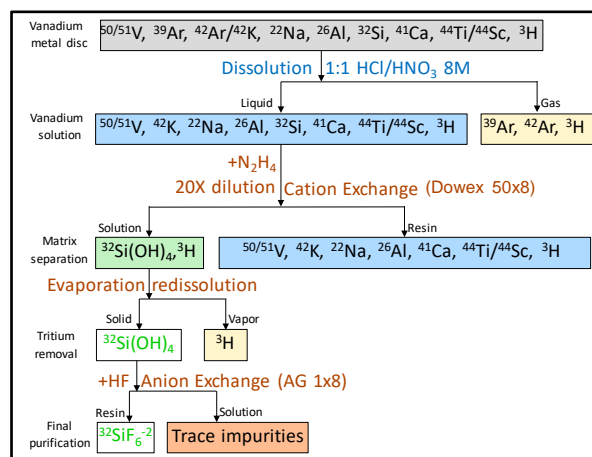 Vanadium metal disc
⁵⁰/⁵¹V, ³⁹Ar, ⁴²Ar/⁴²K, ²²Na, ²⁶Al, ³²Si, ⁴¹Ca, ⁴⁴Ti/⁴⁴Sc, ³H
Dissolution 1:1 HCl/HNO₃ 8M
Liquid Gas
Vanadium solution
⁵⁰/⁵¹V, ⁴²K, ²²Na, ²⁶Al, ³²Si, ⁴¹Ca, ⁴⁴Ti/⁴⁴Sc, ³H
³⁹Ar, ⁴²Ar, ³H
+N₂H₄
20X dilution Cation Exchange (Dowex 50x8)
Solution Resin
Matrix separation
³²Si(OH)₄,³H
⁵⁰/⁵¹V, ⁴²K, ²²Na, ²⁶Al, ⁴¹Ca, ⁴⁴Ti/⁴⁴Sc, ³H
Evaporation redissolution
Solid Vapor
Tritium removal
³²Si(OH)₄
³H
+HF Anion Exchange (AG 1x8)
Resin Solution
Final purification
³²SiF₆⁻²
Trace impurities